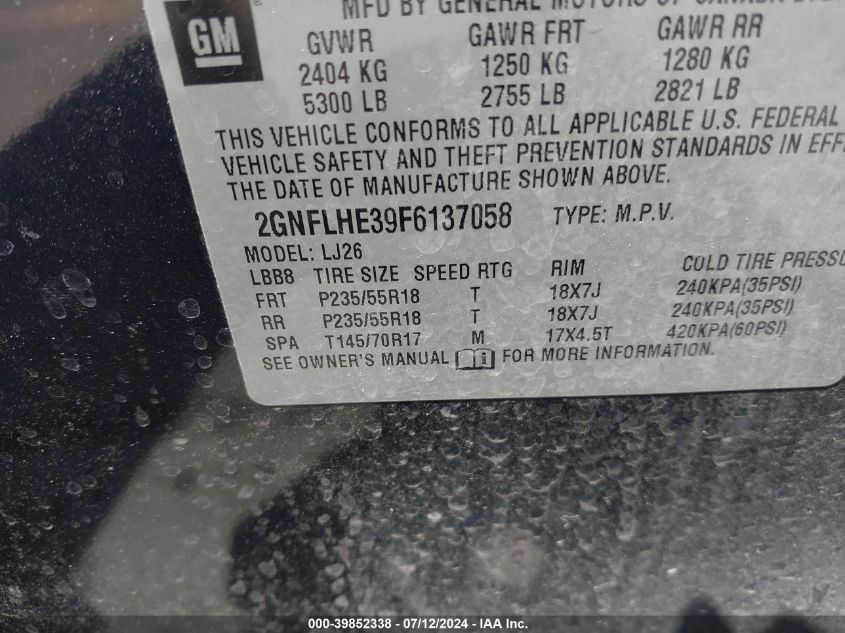 MFD BY GENERAL MOTORS OF CANADA
GM
GVWR GAWR FRT GAWR RR
2404 KG 1250 KG 1280 KG
5300 LB 2755 LB 2821 LB
THIS VEHICLE CONFORMS TO ALL APPLICABLE U.S. FEDERAL
VEHICLE SAFETY AND THEFT PREVENTION STANDARDS IN EFF
THE DATE OF MANUFACTURE SHOWN ABOVE.
2GNFLHE39F6137058 TYPE: M.P.V.
MODEL: LJ26
LBB8 TIRE SIZE SPEED RTG RIM COLD TIRE PRESSU
FRT P235/55R18 T 18X7J 240KPA(35PSI)
RR P235/55R18 T 18X7J 240KPA(35PSI)
SPA T145/70R17 M 17X4.5T 420KPA(60PSI)
SEE OWNER'S MANUAL FOR MORE INFORMATION.
000-39852338 - 07/12/2024 - IAA Inc.